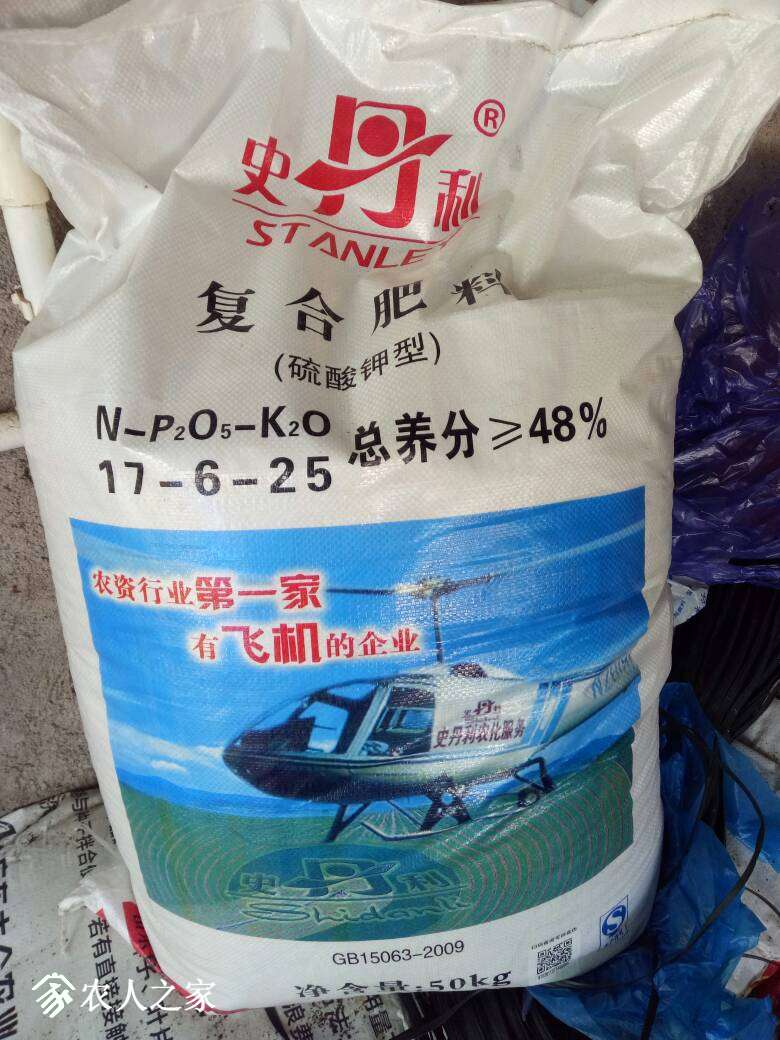 史丹利®
STANLE
复合肥料
(硫酸钾型)
N-P₂O₅-K₂O
17-6-25
总养分≥48%
农资行业第一家
有飞机的企业
史丹利农化服务
史丹利
Shidanli
GB15063-2009
净含量:50kg
农人之家